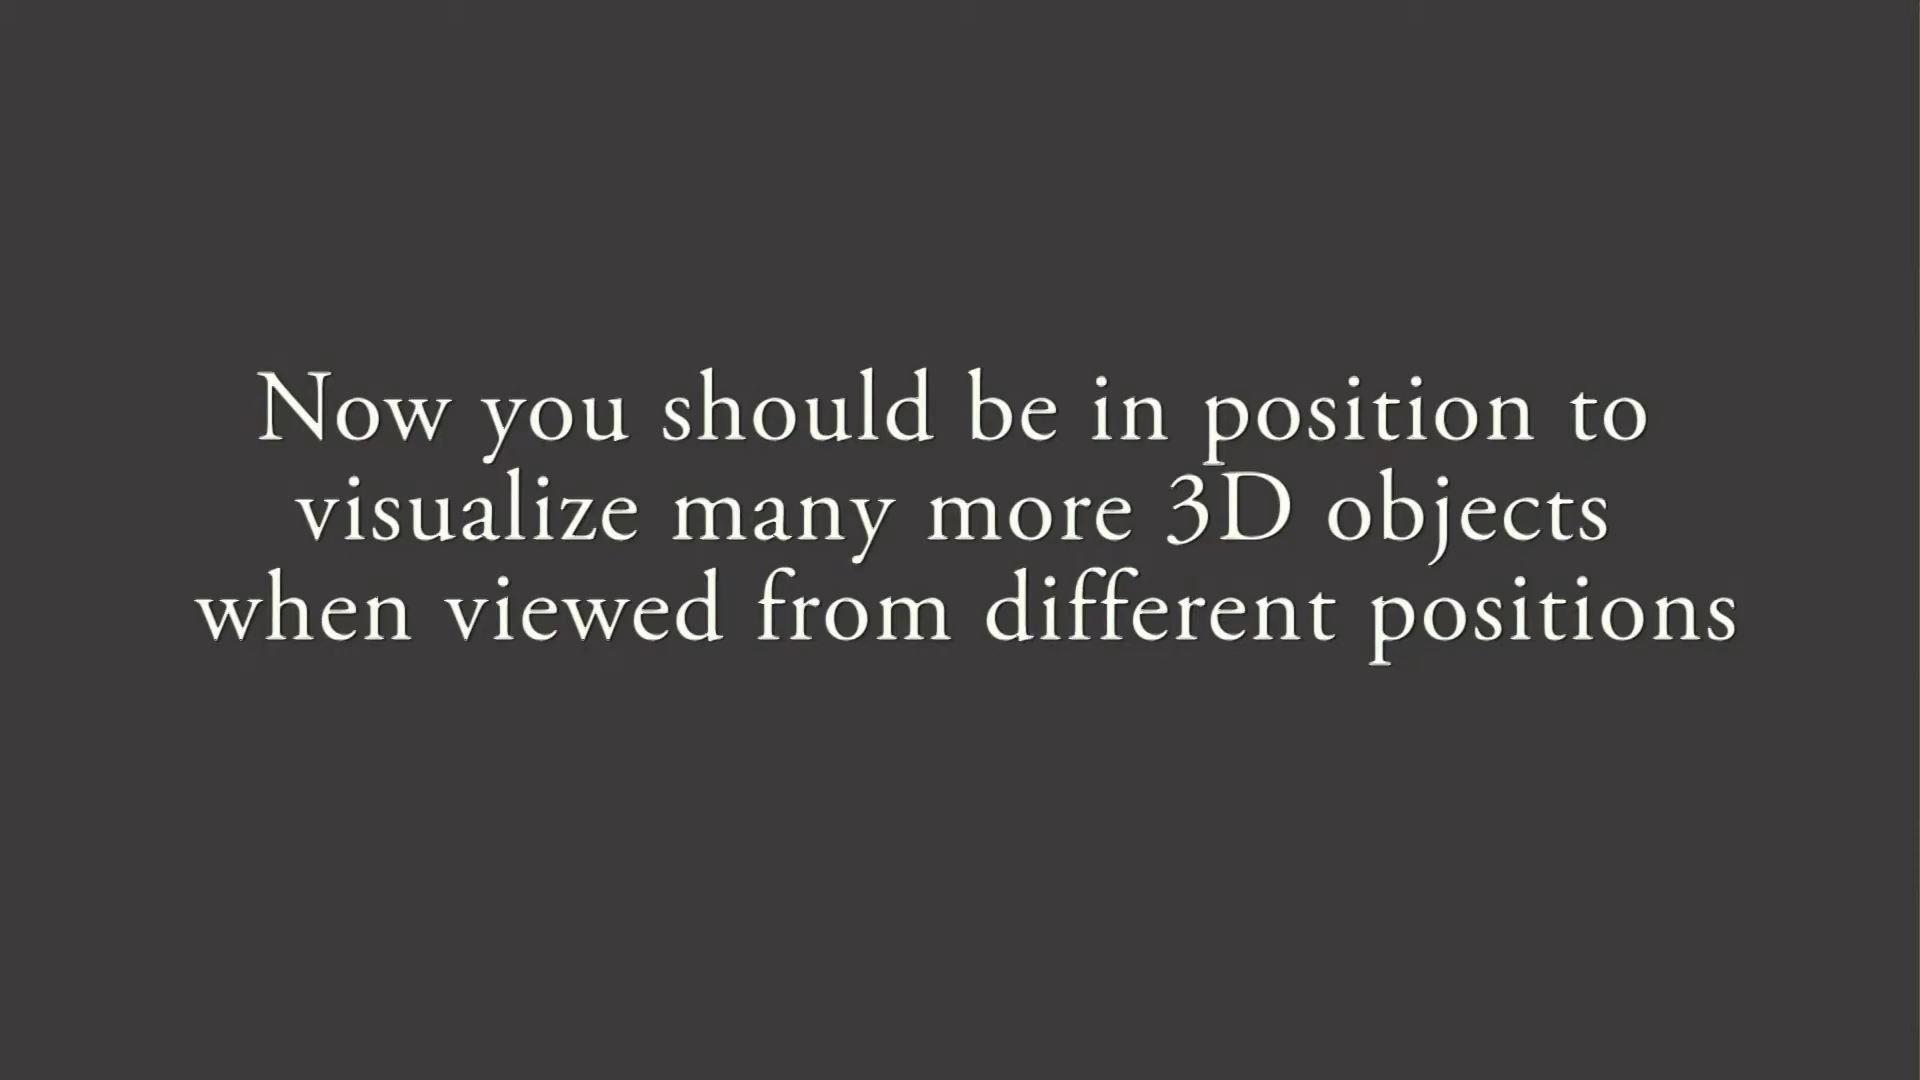 Now you should be in position to
visualize many more 3D objects
when viewed from different positions